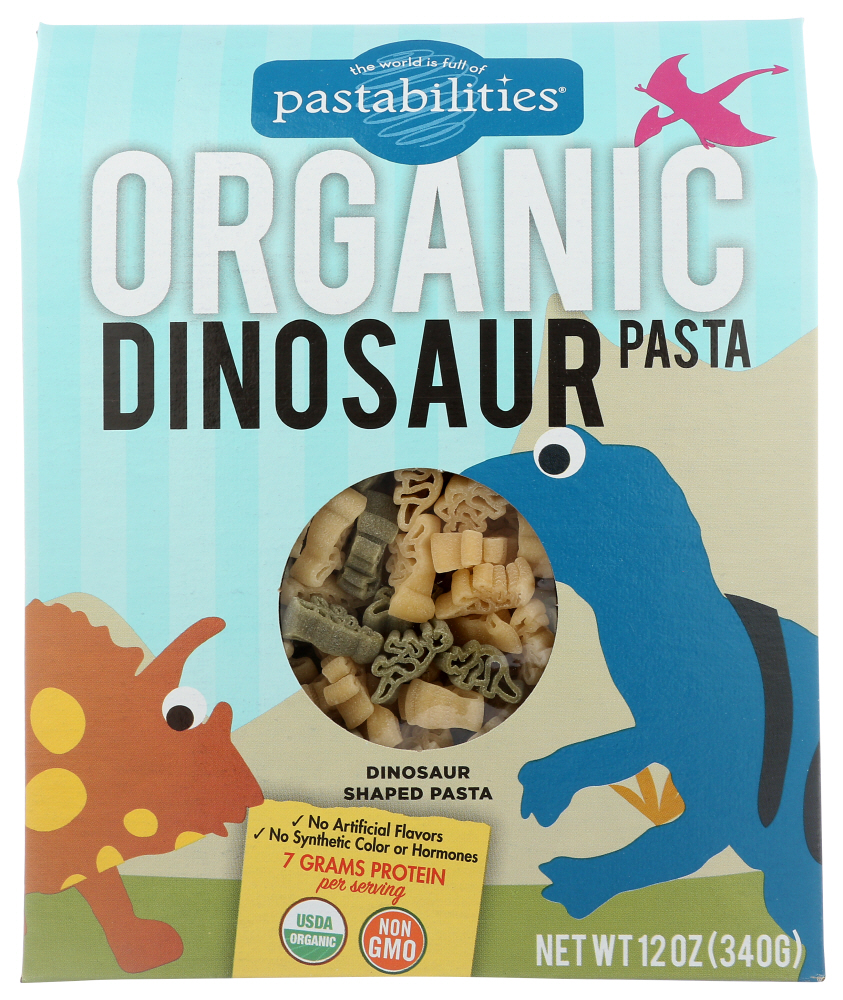 the world is full of
pastabilities®
ORGANIC
DINOSAUR PASTA
DINOSAUR
SHAPED PASTA
✓ No Artificial Flavors
✓ No Synthetic Color or Hormones
7 GRAMS PROTEIN
per serving
USDA
ORGANIC
NON
GMO
NET WT 12 OZ (340G)